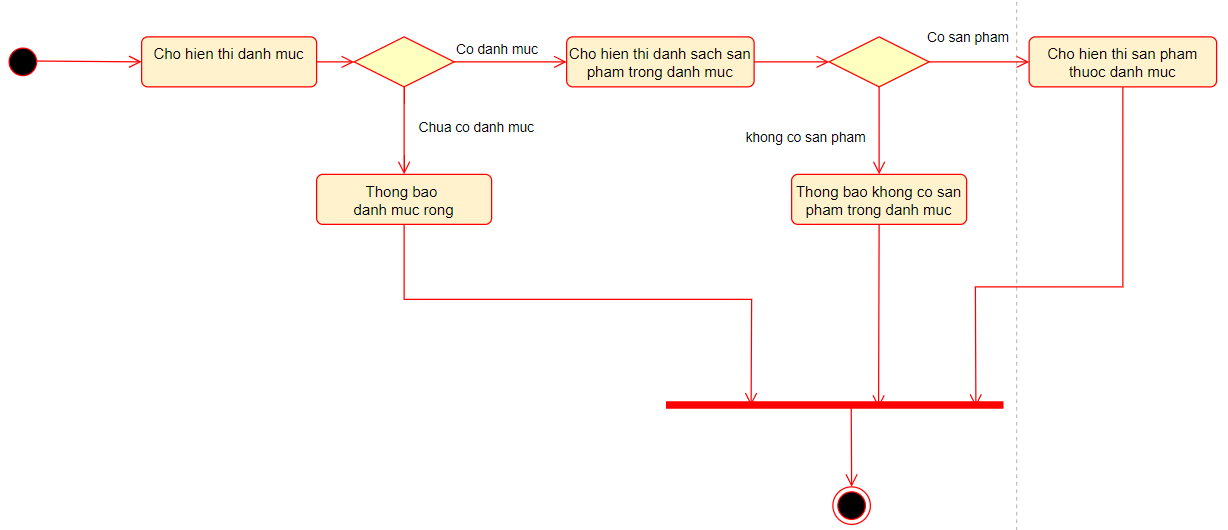 Cho hien thi danh muc
Co danh muc
Cho hien thi danh sach san
pham trong danh muc
Co san pham
Cho hien thi san pham
thuoc danh muc
Chua co danh muc
khong co san pham
Thong bao
danh muc rong
Thong bao khong co san
pham trong danh muc